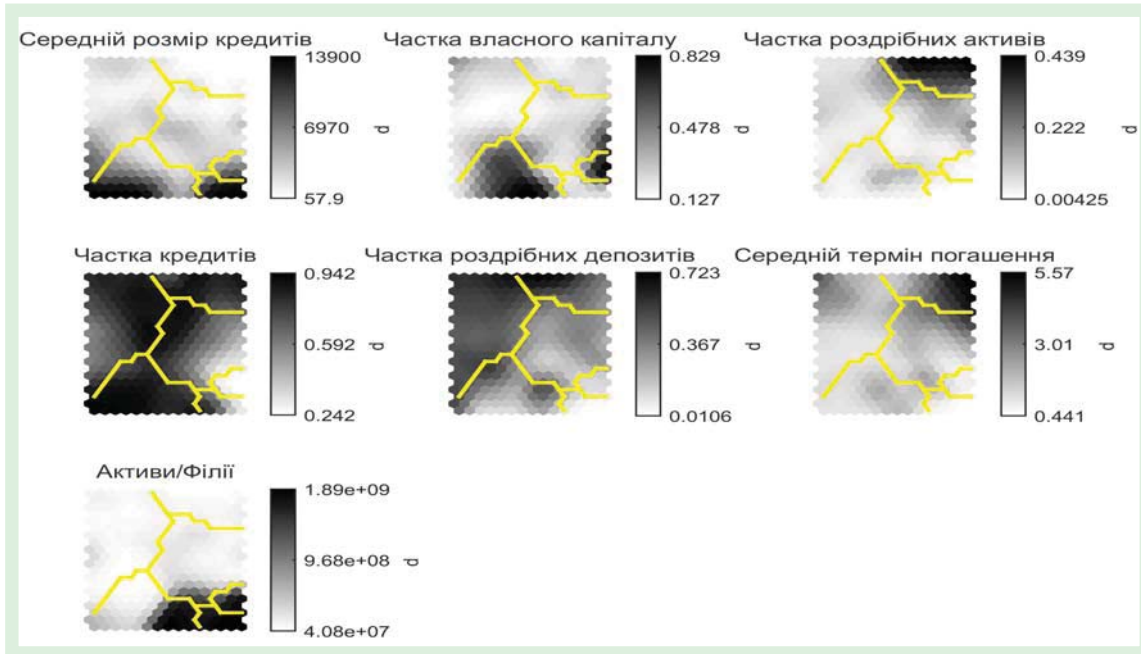 Середній розмір кредитів
13900
6970
d
57.9
Частка власного капіталу
0.829
0.478
d
0.127
Частка роздрібних активів
0.439
0.222
d
0.00425
Частка кредитів
0.942
0.592
d
0.242
Частка роздрібних депозитів
0.723
0.367
d
0.0106
Середній термін погашення
5.57
3.01
d
0.441
Активи/Філії
1.89e+09
9.68e+08
d
4.08e+07